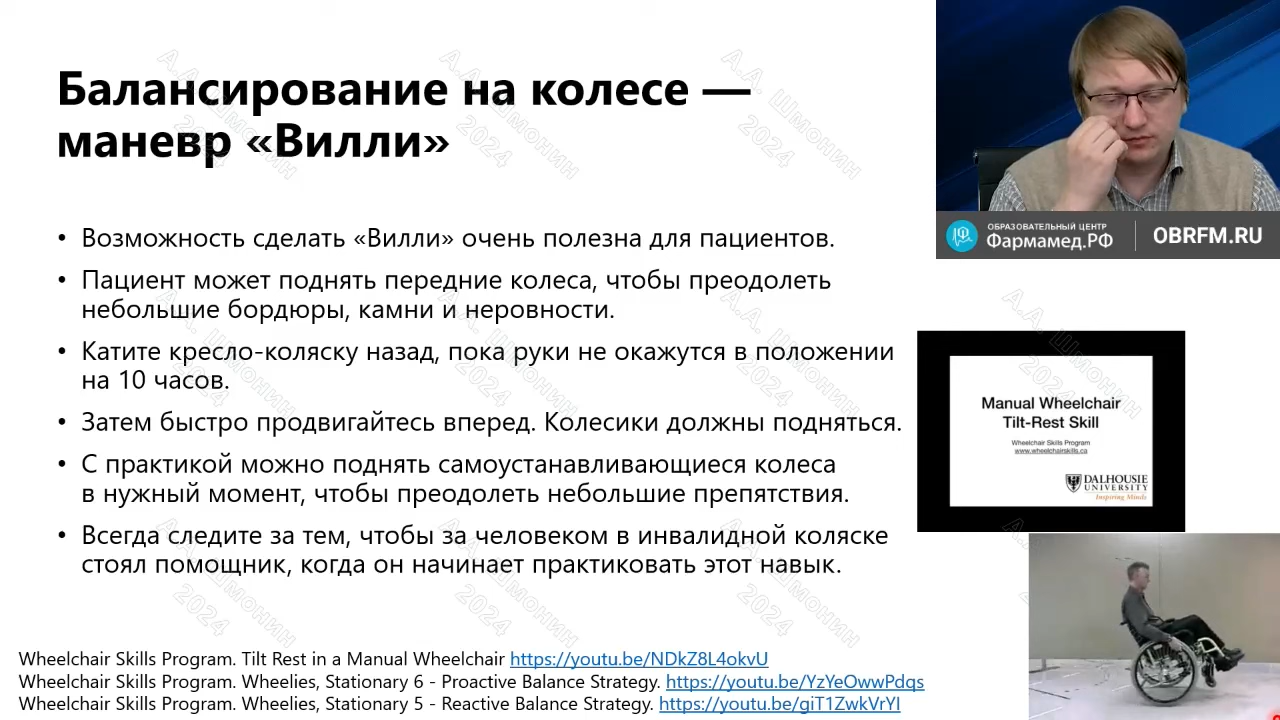 Балансирование на колесе —
маневр «Вилли»
• Возможность сделать «Вилли» очень полезна для пациентов.
• Пациент может поднять передние колеса, чтобы преодолеть
небольшие бордюры, камни и неровности.
• Катите кресло-коляску назад, пока руки не окажутся в положении
на 10 часов.
• Затем быстро продвигайтесь вперед. Колесики должны подняться.
• С практикой можно поднять самоустанавливающиеся колеса
в нужный момент, чтобы преодолеть небольшие препятствия.
• Всегда следите за тем, чтобы за человеком в инвалидной коляске
стоял помощник, когда он начинает практиковать этот навык.
Wheelchair Skills Program. Tilt Rest in a Manual Wheelchair https://youtu.be/NDkZ8L4okvU
Wheelchair Skills Program. Wheelies, Stationary 6 - Proactive Balance Strategy. https://youtu.be/YzYeOwwPdqs
Wheelchair Skills Program. Wheelies, Stationary 5 - Reactive Balance Strategy. https://youtu.be/giT1ZwkVrYI
ОБРАЗОВАТЕЛЬНЫЙ ЦЕНТР
Фармамед.РФ
OBRFM.RU
Manual Wheelchair
Tilt-Rest Skill
Wheelchair Skills Program
www.wheelchairskills.ca
DALHOUSIE
UNIVERSITY
Inspiring Minds
А.А. Шмонин
2024